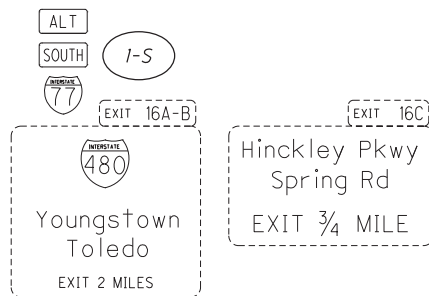 ALT
SOUTH
1-S
INTERSTATE
77
EXIT 16A-B
INTERSTATE
480
Youngstown
Toledo
EXIT 2 MILES
EXIT 16C
Hinckley Pkwy
Spring Rd
EXIT ¾ MILE